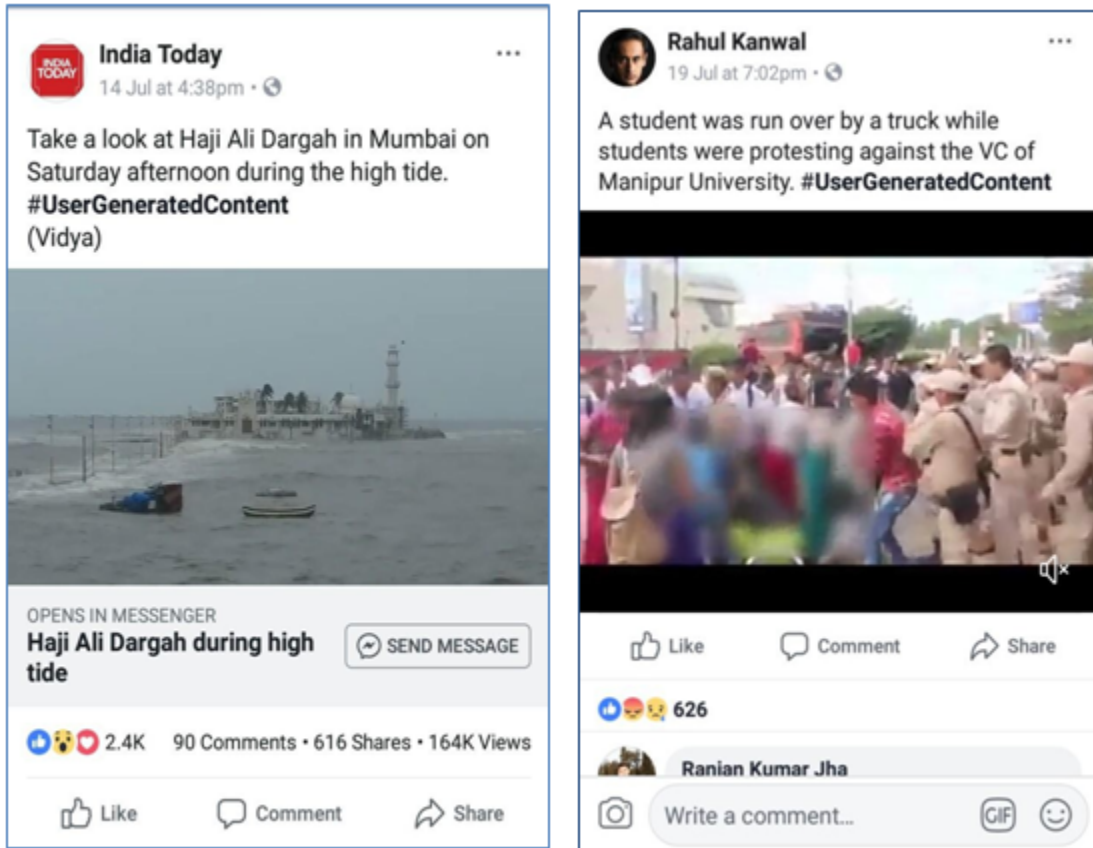 INDIA
TODAY
India Today
14 Jul at 4:38pm
Take a look at Haji Ali Dargah in Mumbai on
Saturday afternoon during the high tide.
#UserGeneratedContent
(Vidya)
OPENS IN MESSENGER
Haji Ali Dargah during high
tide
SEND MESSAGE
2.4K 90 Comments • 616 Shares • 164K Views
Like Comment Share
Rahul Kanwal
19 Jul at 7:02pm
A student was run over by a truck while
students were protesting against the VC of
Manipur University. #UserGeneratedContent
Like Comment Share
626
Ranjan Kumar Jha
Write a comment... GIF